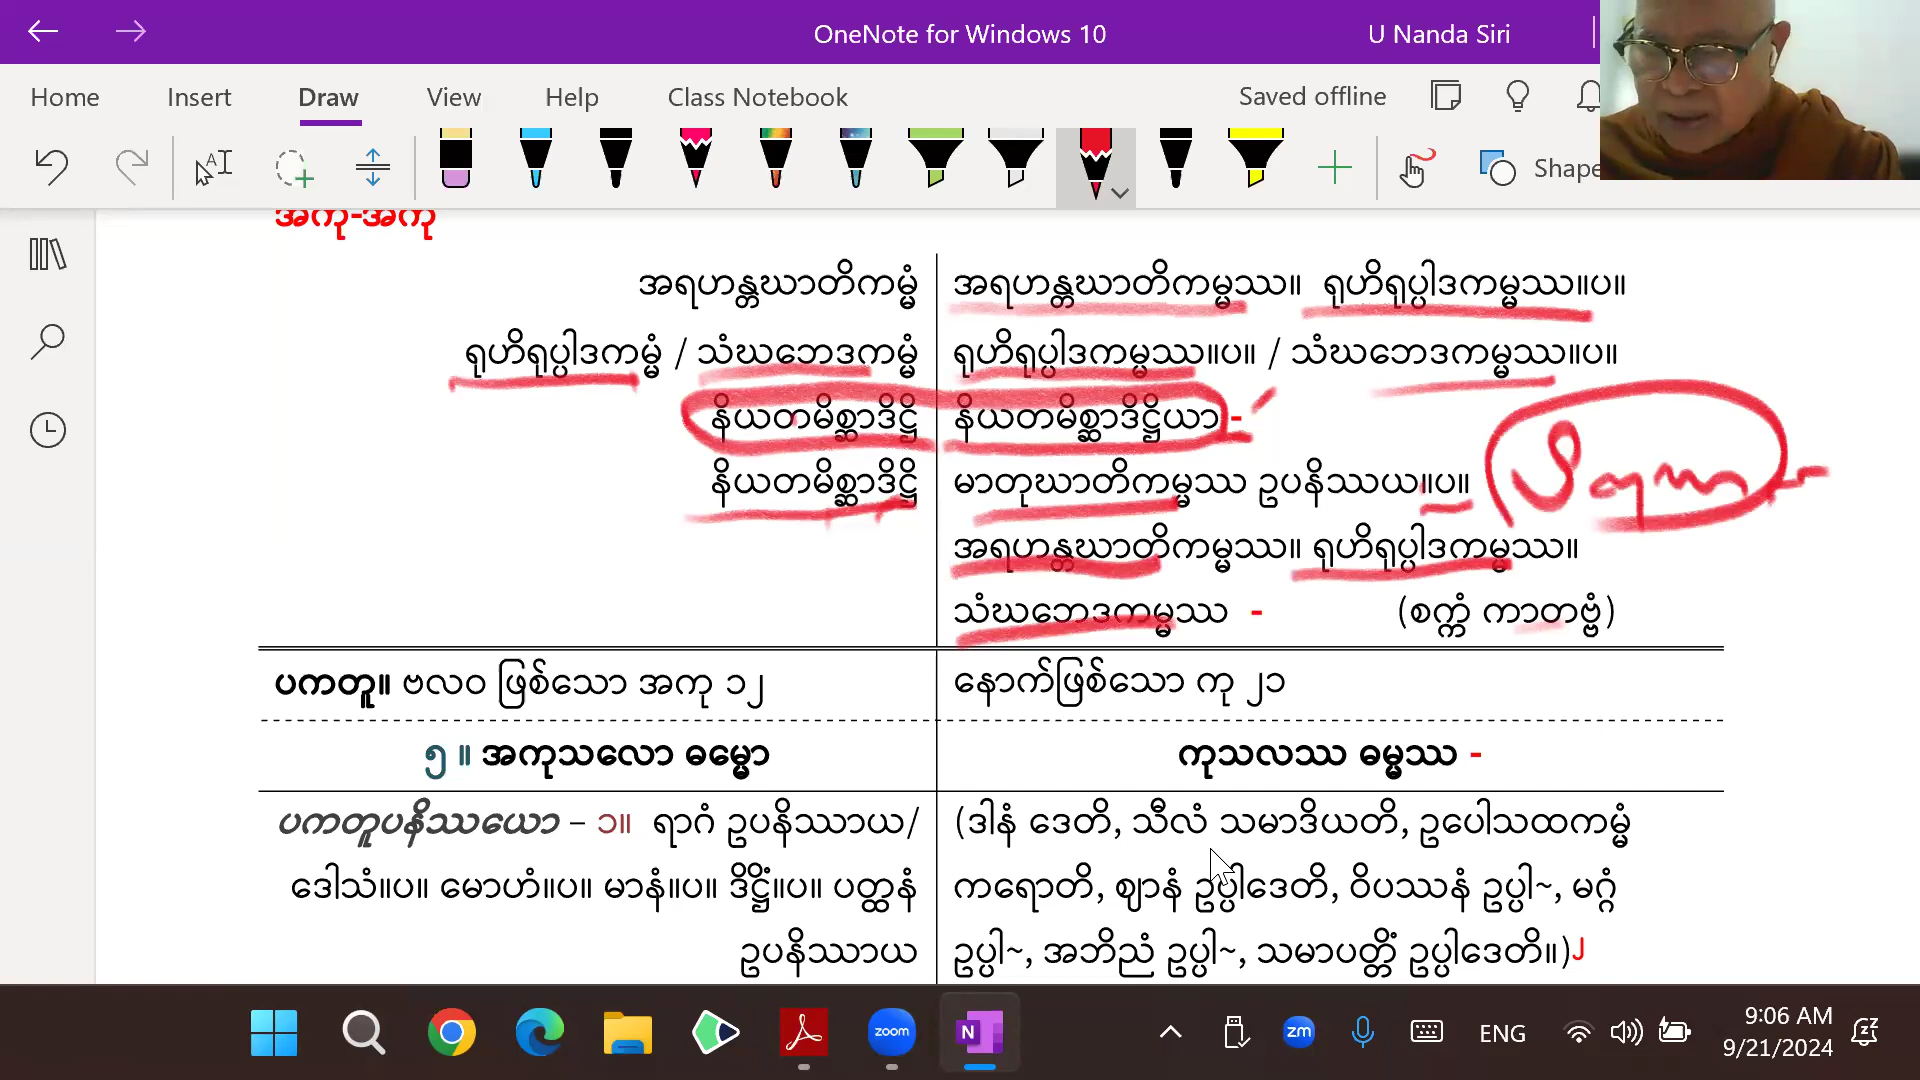 OneNote for Windows 10
U Nanda Siri
Home Insert Draw View Help Class Notebook
Saved offline
Shape
အကု-အကု
အရဟန္တဃာတိကမ္မံ အရဟန္တဃာတိကမ္မဿ။ ရုဟိရုပ္ပါဒကမ္မဿ။ပ။
ရုဟိရုပ္ပါဒကမ္မံ / သံဃဘေဒကမ္မံ ရုဟိရုပ္ပါဒကမ္မဿ။ပ။ / သံဃဘေဒကမ္မဿ။ပ။
နိယတမိစ္ဆာဒိဋ္ဌိ နိယတမိစ္ဆာဒိဋ္ဌိယာ -
နိယတမိစ္ဆာဒိဋ္ဌိ မာတုဃာတိကမ္မဿ ဥပနိဿယ။ပ။
အရဟန္တဃာတိကမ္မဿ။ ရုဟိရုပ္ပါဒကမ္မဿ။
သံဃဘေဒကမ္မဿ - (စက္ကံ ကာတဗ္ဗံ)
ပကတူ။ ဗလဝ ဖြစ်သော အကု ၁၂ နောက်ဖြစ်သော ကု ၂၁
၅ ။ အကုသလော ဓမ္မော ကုသလဿ ဓမ္မဿ -
ပကတူပနိဿယော – ၁။ ရာဂံ ဥပနိဿာယ/ (ဒါနံ ဒေတိ, သီလံ သမာဒိယတိ, ဥပေါသထကမ္မံ
ဒေါသံ။ပ။ မောဟံ။ပ။ မာနံ။ပ။ ဒိဋ္ဌိံ။ပ။ ပတ္ထနံ ကရောတိ, ဈာနံ ဥပ္ပါဒေတိ, ဝိပဿနံ ဥပ္ပါ~, မဂ္ဂံ
ဥပနိဿာယ ဥပ္ပါ~, အဘိညံ ဥပ္ပါ~, သမာပတ္တိံ ဥပ္ပါဒေတိ။)၂
zoom
zm
ENG
9:06 AM
9/21/2024